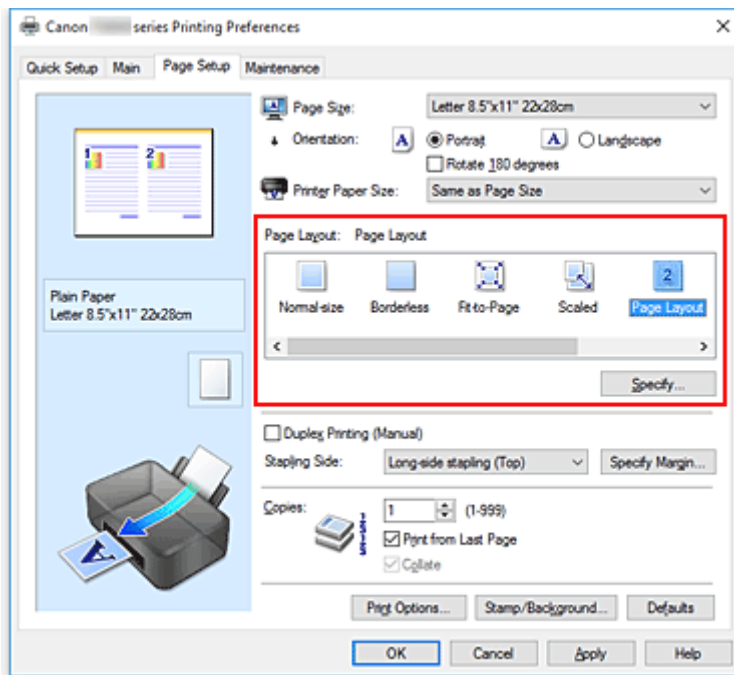 Canon series Printing Preferences
Quick Setup Main Page Setup Maintenance
1 2
Page Size: Letter 8.5"x11" 22x28cm
Orientation: A Portrait A Landscape
Rotate 180 degrees
Printer Paper Size: Same as Page Size
Page Layout: Page Layout
2
Normal-size Borderless Fit-to-Page Scaled Page Layout
Specify...
Plain Paper
Letter 8.5"x11" 22x28cm
Duplex Printing (Manual)
Stapling Side: Long-side stapling (Top) Specify Margin...
Copies: 1 (1-999)
Print from Last Page
Collate
A
Print Options... Stamp/Background... Defaults
OK Cancel Apply Help